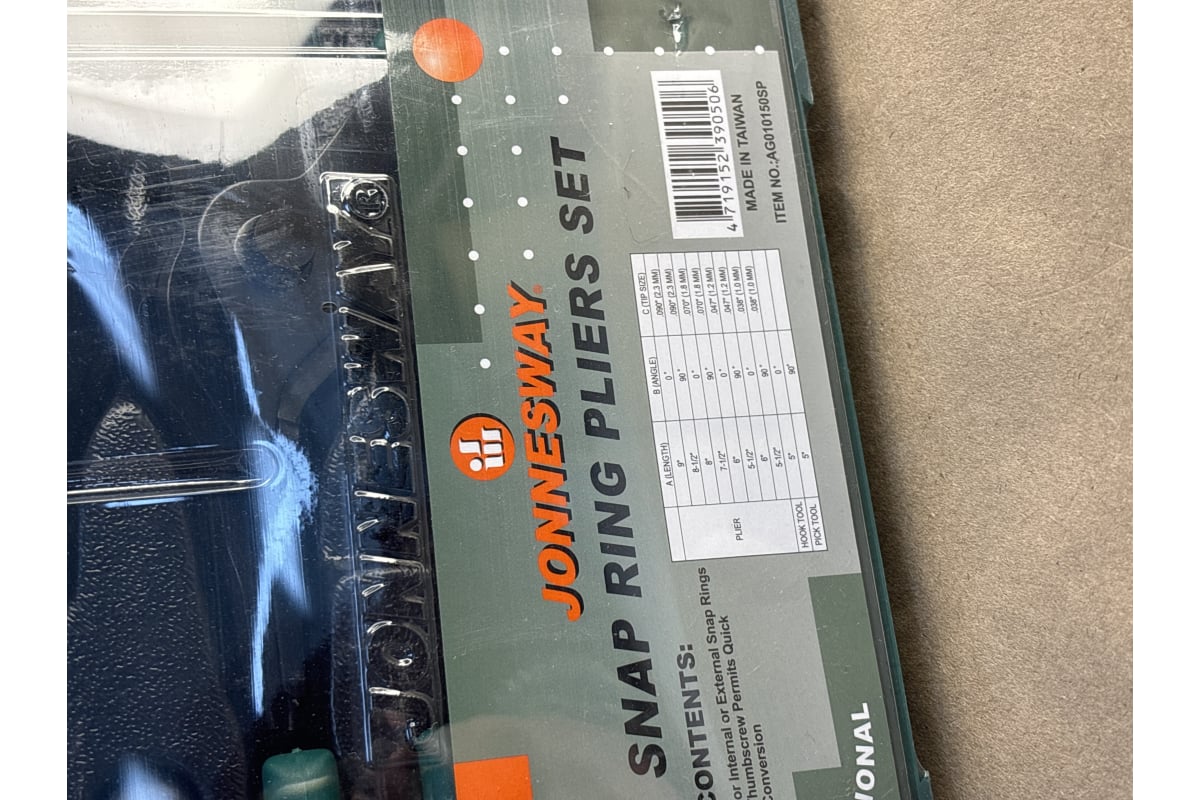 JONNESWAY®
JONNESWAY®
SNAP RING PLIERS SET
CONTENTS:
or Internal or External Snap Rings
humbscrew Permits Quick
onversion
A (LENGTH) B (ANGLE) C (TIP SIZE)
PLIER
9" 0° .090" (2.3 MM)
8-1/2" 90° .090" (2.3 MM)
8" 0° .070" (1.8 MM)
7-1/2" 90° .070" (1.8 MM)
6" 0° .047" (1.2 MM)
5-1/2" 90° .047" (1.2 MM)
6" 0° .038" (1.0 MM)
5-1/2" 90° .038" (1.0 MM)
HOOK TOOL 5" 0°
PICK TOOL 5" 90°
4 719152 390506
MADE IN TAIWAN
ITEM NO.:AG010150SP
IONAL